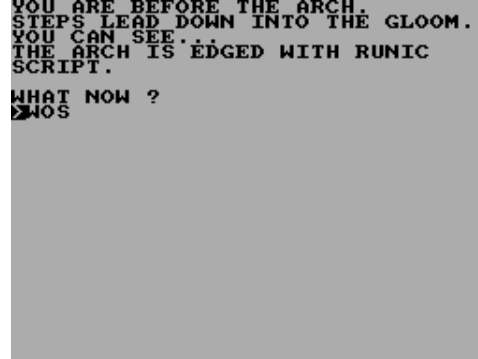 YOU ARE BEFORE THE ARCH.
STEPS LEAD DOWN INTO THE GLOOM.
YOU CAN SEE...
THE ARCH IS EDGED WITH RUNIC
SCRIPT.
WHAT NOW ?
>WOS